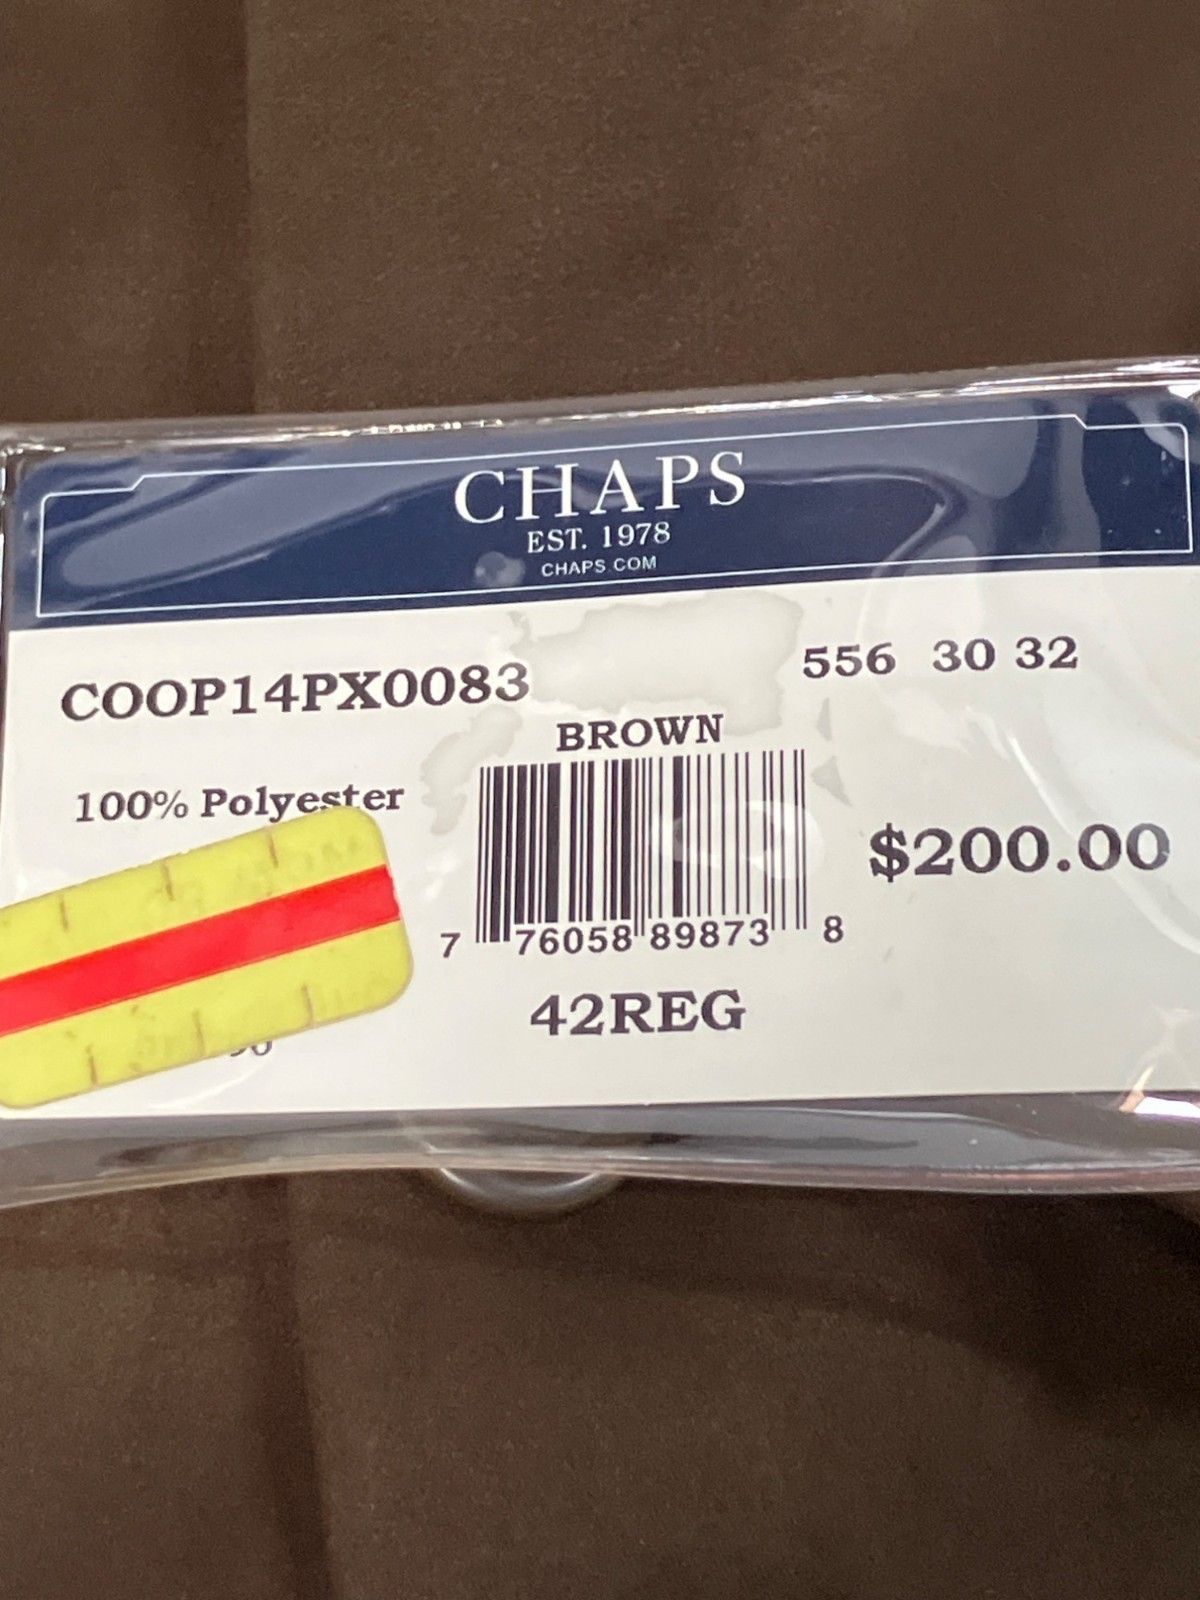 CHAPS
EST. 1978
CHAPS.COM
COOP14PX0083
556 30 32
BROWN
100% Polyester
$200.00
7 76058 89873 8
42REG